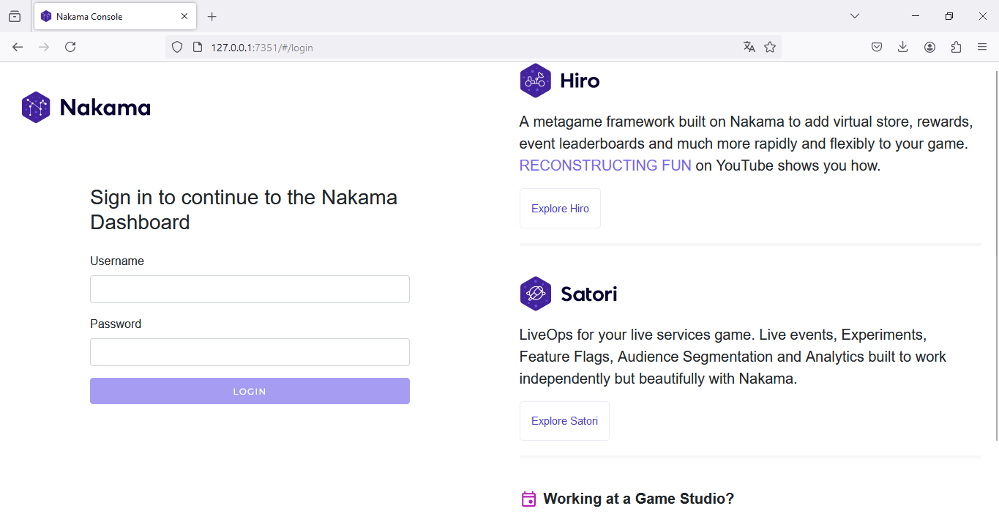 Nakama Console
127.0.0.1:7351/#/login
Nakama
Sign in to continue to the Nakama
Dashboard
Username
Password
LOGIN
Hiro
A metagame framework built on Nakama to add virtual store, rewards,
event leaderboards and much more rapidly and flexibly to your game.
RECONSTRUCTING FUN on YouTube shows you how.
Explore Hiro
Satori
LiveOps for your live services game. Live events, Experiments,
Feature Flags, Audience Segmentation and Analytics built to work
independently but beautifully with Nakama.
Explore Satori
Working at a Game Studio?